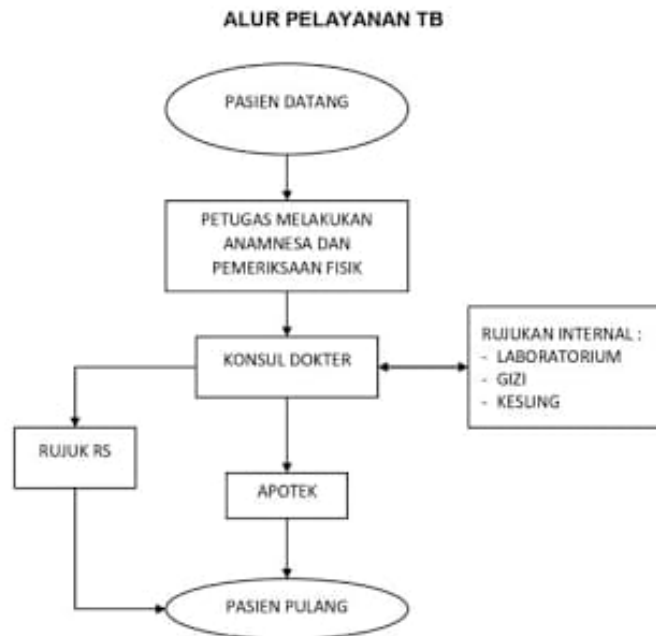 ALUR PELAYANAN TB
PASIEN DATANG
PETUGAS MELAKUKAN
ANAMNESA DAN
PEMERIKSAAN FISIK
KONSUL DOKTER
RUJUKAN INTERNAL :
- LABORATORIUM
- GIZI
- KESLING
RUJUK RS
APOTEK
PASIEN PULANG